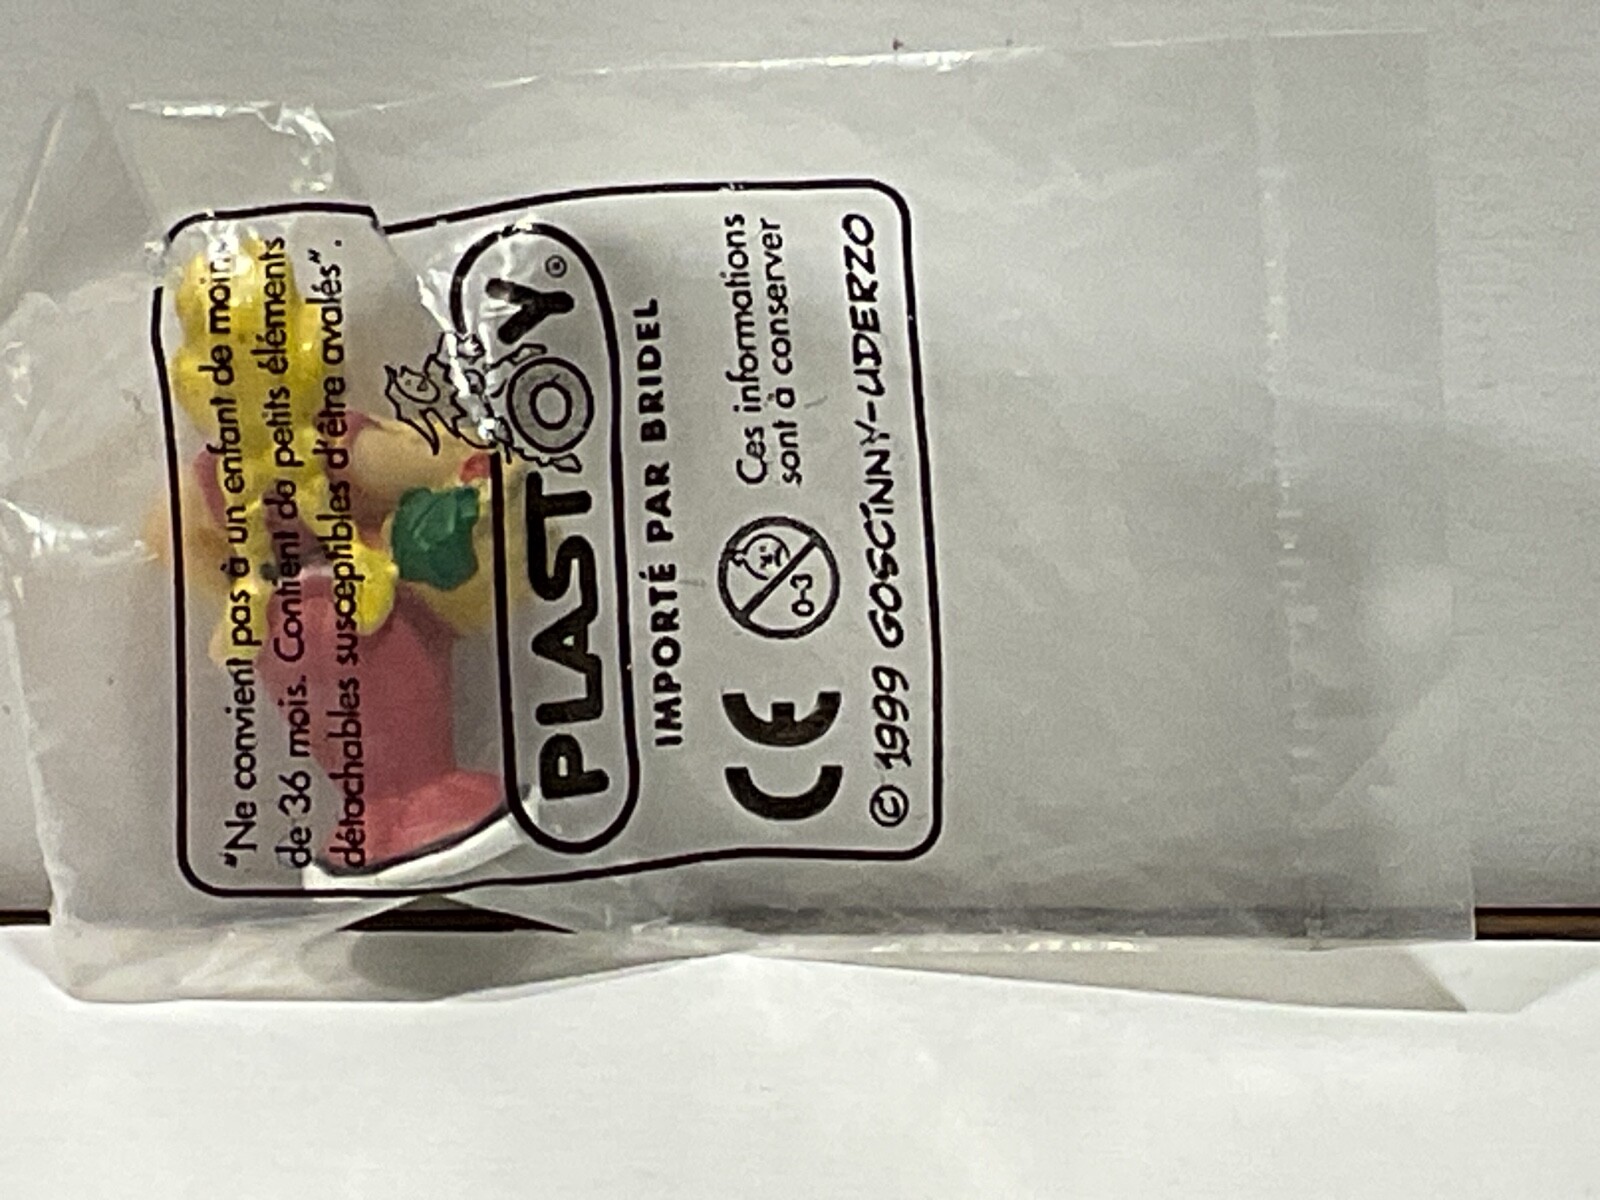 "Ne convient pas à un enfant de moins
de 36 mois. Contient de petits éléments
détachables susceptibles d'être avalés".
PLASTOY®
IMPORTÉ PAR BRIDEL
CE
0-3
Ces informations
sont à conserver
© 1999 GOSCINNY-UDERZO